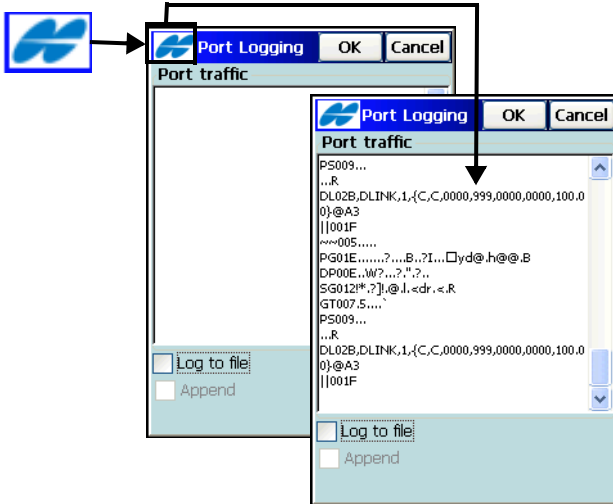 Port Logging OK Cancel
Port traffic
Log to file
Append
Port Logging OK Cancel
Port traffic
PS009...
...R
DL02B,DLINK,1,{C,C,0000,999,0000,0000,100.0
0}@A3
||001F
~~005.....
PG01E.......?....B..?I...□yd@.h@@.B
DP00E..W?...?.".?..
SG012!*.?]!.@.l.<dr.<.R
GT007.5....`
PS009...
...R
DL02B,DLINK,1,{C,C,0000,999,0000,0000,100.0
0}@A3
||001F
Log to file
Append